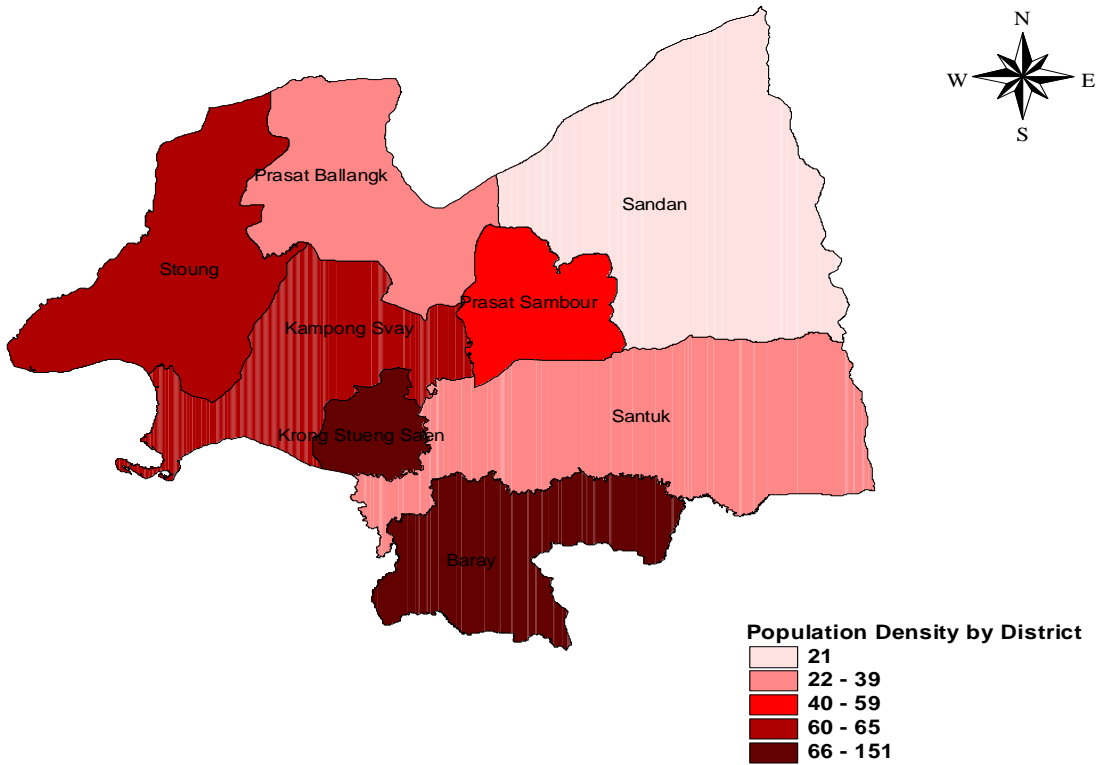 N
W E
S
Prasat Ballangk
Sandan
Stoung
Prasat Sambour
Kampong Svay
Santuk
Krong Stueng Saen
Baray
Population Density by District
21
22 - 39
40 - 59
60 - 65
66 - 151